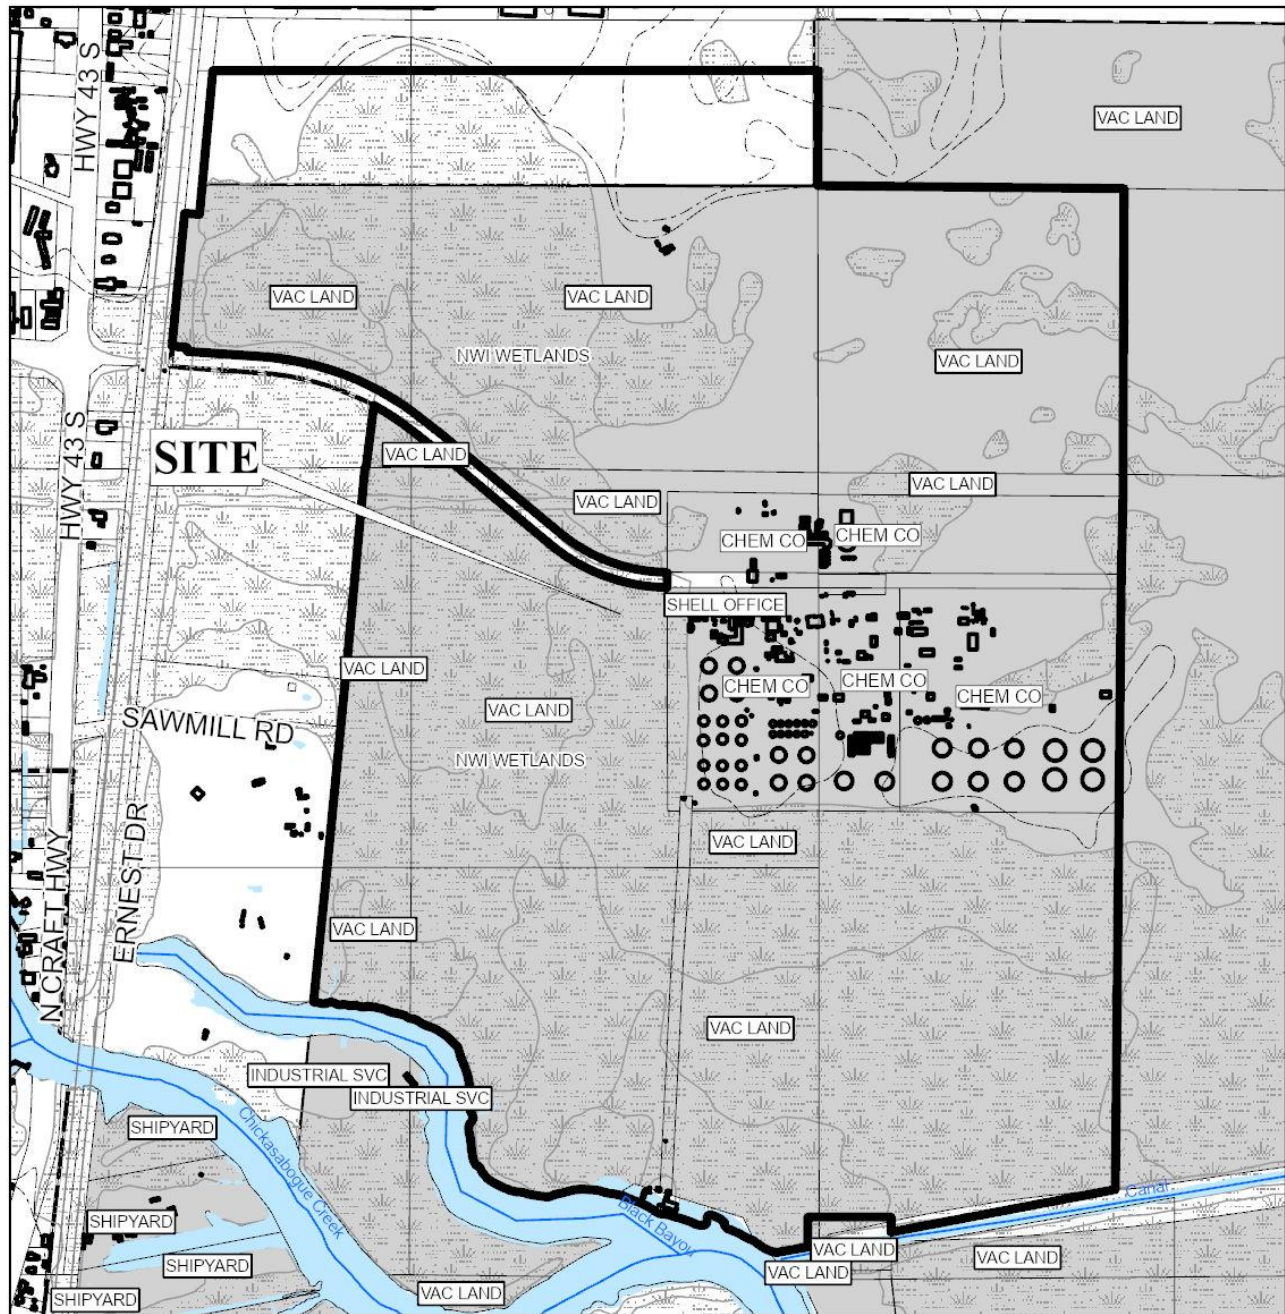 VAC LAND
HWY 43 S
VAC LAND
VAC LAND
NWI WETLANDS
VAC LAND
HWY 43 S
SITE
VAC LAND
VAC LAND
VAC LAND
CHEM CO
CHEM CO
SHELL OFFICE
VAC LAND
CHEM CO
CHEM CO
CHEM CO
VAC LAND
SAWMILL RD
NWI WETLANDS
VAC LAND
N CRAFT HWY
ERNEST DR
VAC LAND
VAC LAND
INDUSTRIAL SVC
INDUSTRIAL SVC
SHIPYARD
Chickasabogue Creek
Black Bayou
Canal
SHIPYARD
SHIPYARD
VAC LAND
VAC LAND
VAC LAND
VAC LAND
SHIPYARD